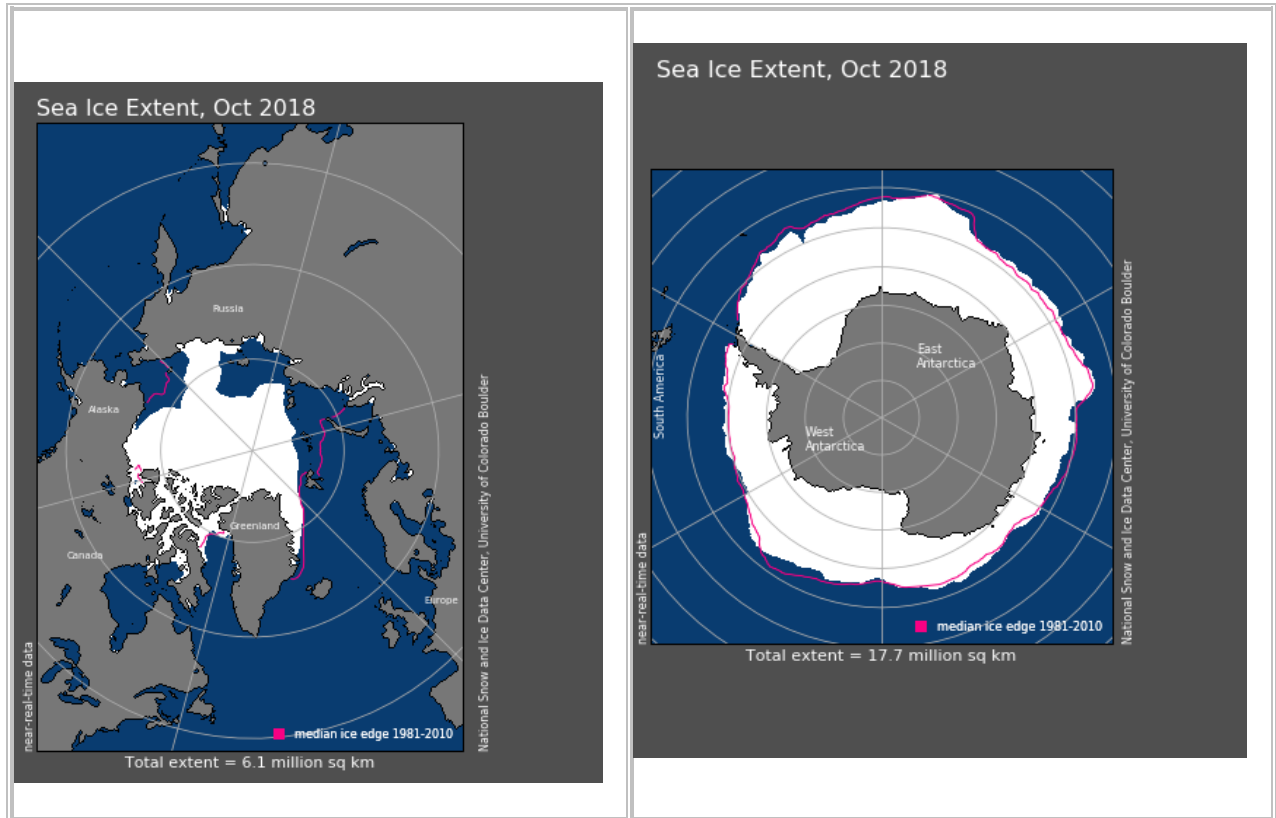 Sea Ice Extent, Oct 2018
Russia
Alaska
Greenland
Canada
Europe
near-real-time data
National Snow and Ice Data Center, University of Colorado Boulder
median ice edge 1981-2010
Total extent = 6.1 million sq km
Sea Ice Extent, Oct 2018
East
Antarctica
South America
West
Antarctica
near-real-time data
National Snow and Ice Data Center, University of Colorado Boulder
median ice edge 1981-2010
Total extent = 17.7 million sq km